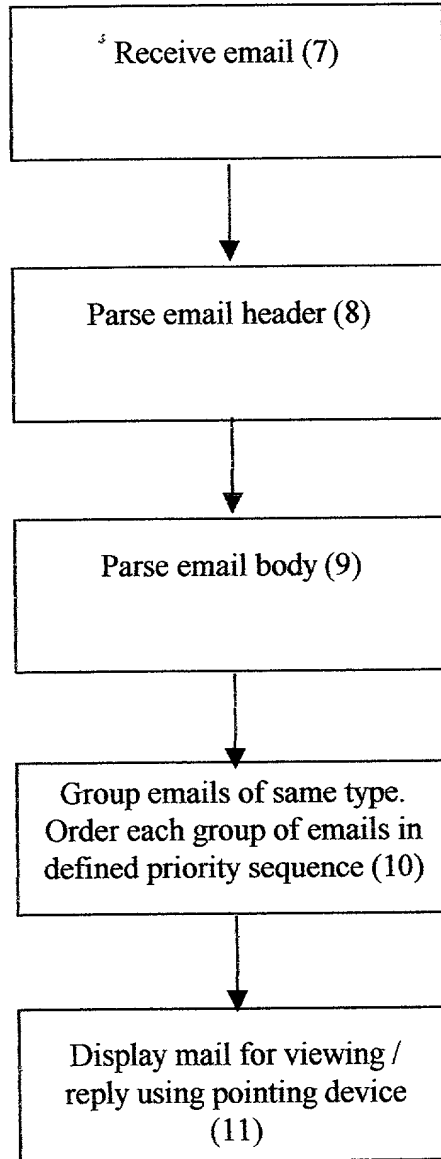 Receive email (7)
Parse email header (8)
Parse email body (9)
Group emails of same type.
Order each group of emails in
defined priority sequence (10)
Display mail for viewing /
reply using pointing device
(11)